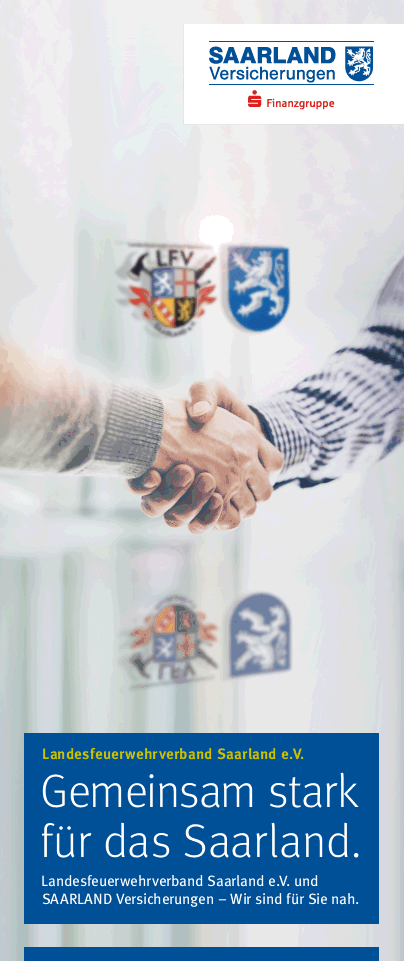 SAARLAND
Versicherungen
Finanzgruppe
LFV
Landesfeuerwehrverband Saarland e.V.
Gemeinsam stark
für das Saarland.
Landesfeuerwehrverband Saarland e.V. und
SAARLAND Versicherungen – Wir sind für Sie nah.